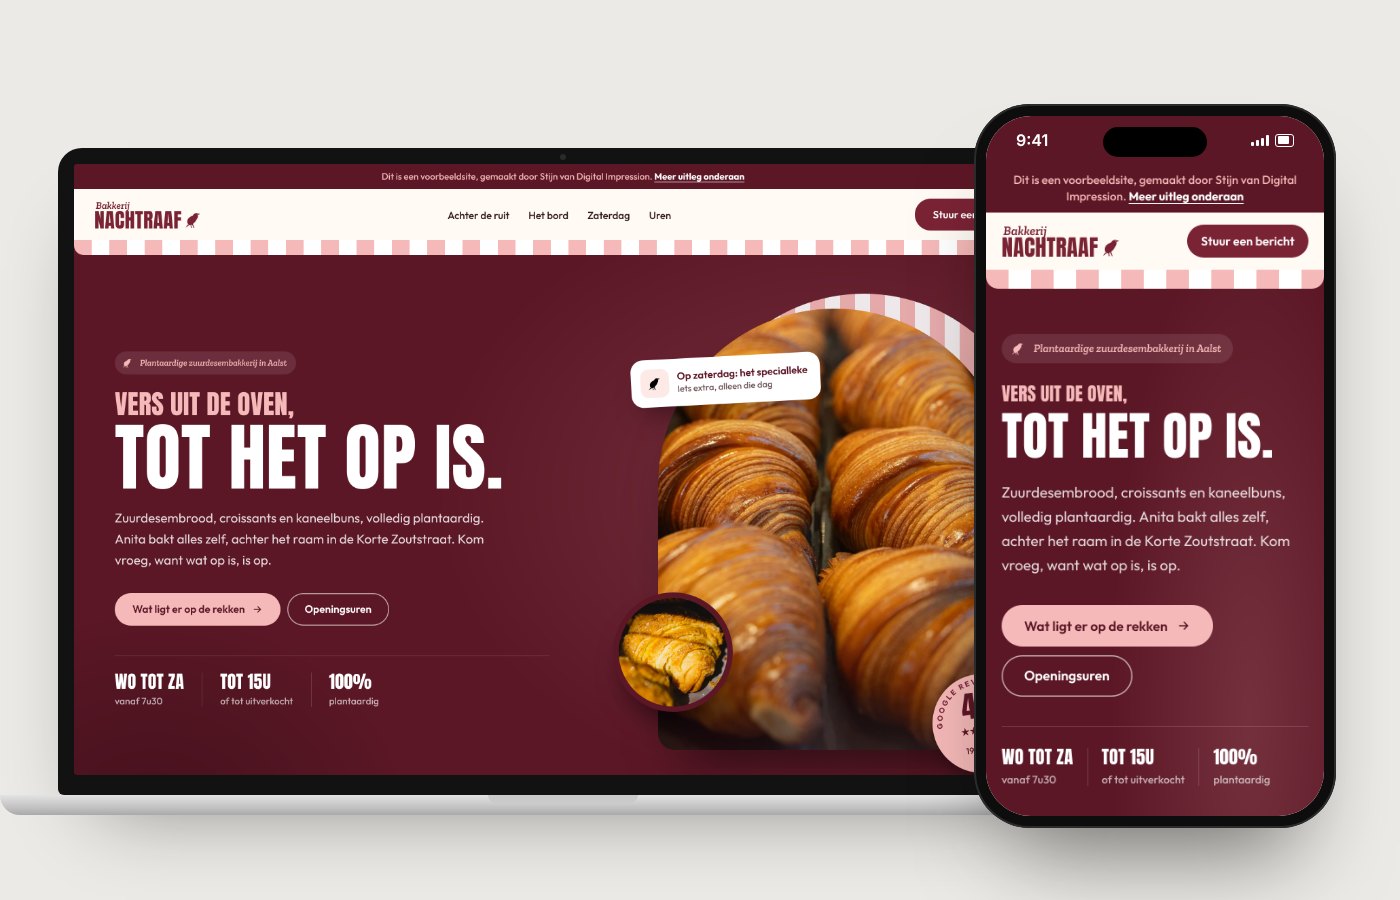 Dit is een voorbeeldsite, gemaakt door Stijn van Digital Impression. Meer uitleg onderaan
Bakkerij
NACHTRAAF
Achter de ruit
Het bord
Zaterdag
Uren
Stuur een
Plantaardige zuurdesembakkerij in Aalst
VERS UIT DE OVEN,
TOT HET OP IS.
Zuurdesembrood, croissants en kaneelbuns, volledig plantaardig.
Anita bakt alles zelf, achter het raam in de Korte Zoutstraat. Kom
vroeg, want wat op is, is op.
Wat ligt er op de rekken →
Openingsuren
WO TOT ZA
vanaf 7u30
TOT 15U
of tot uitverkocht
100%
plantaardig
Op zaterdag: het specialleke
Iets extra, alleen die dag
GOOGLE
9:41
Dit is een voorbeeldsite, gemaakt door Stijn van Digital
Impression. Meer uitleg onderaan
Bakkerij
NACHTRAAF
Stuur een bericht
Plantaardige zuurdesembakkerij in Aalst
VERS UIT DE OVEN,
TOT HET OP IS.
Zuurdesembrood, croissants en kaneelbuns,
volledig plantaardig. Anita bakt alles zelf,
achter het raam in de Korte Zoutstraat. Kom
vroeg, want wat op is, is op.
Wat ligt er op de rekken →
Openingsuren
WO TOT ZA
vanaf 7u30
TOT 15U
of tot uitverkocht
100%
plantaardig